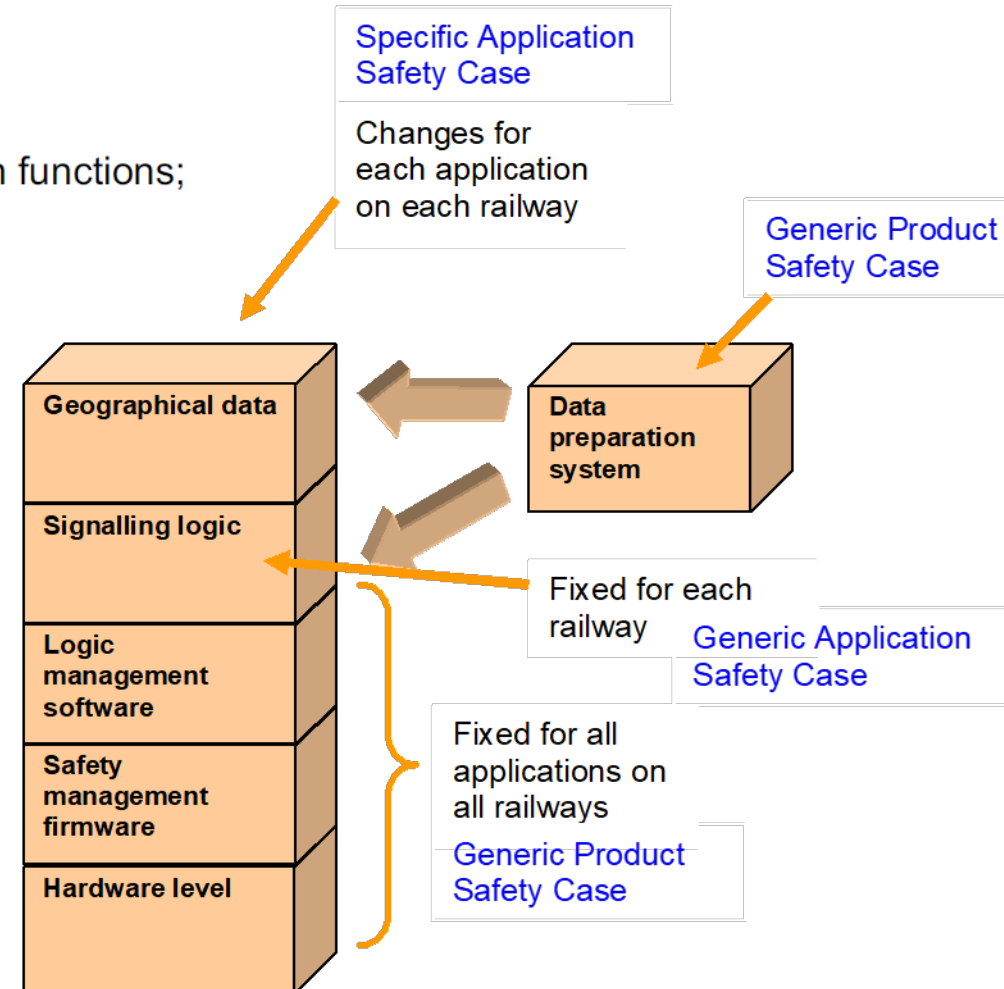 Specific Application
Safety Case
Changes for
each application
on each railway
functions;
Generic Product
Safety Case
Geographical data
Data
preparation
system
Signalling logic
Fixed for each
railway
Generic Application
Safety Case
Logic
management
software
Fixed for all
applications on
all railways
Safety
management
firmware
Generic Product
Safety Case
Hardware level